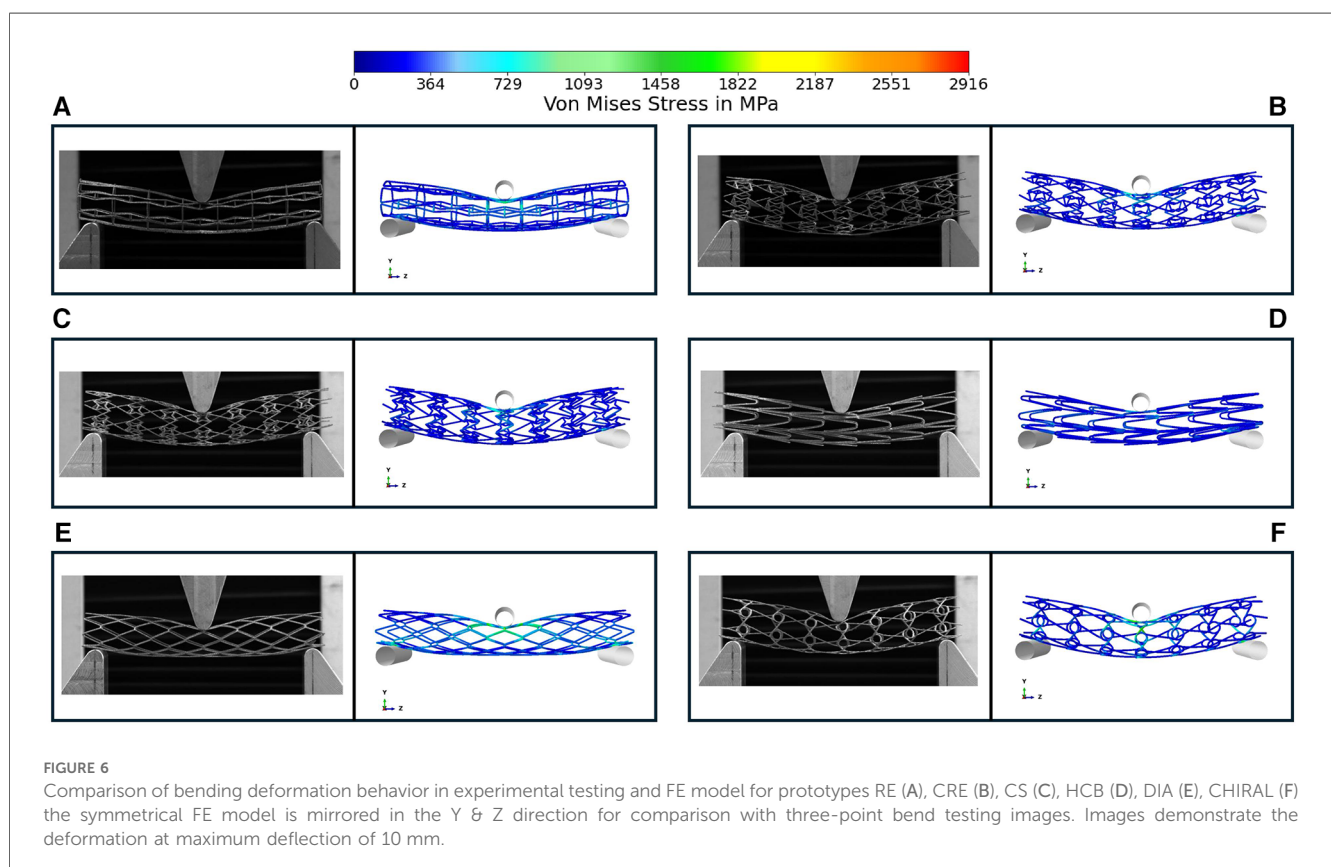 0 364 729 1093 1458 1822 2187 2551 2916
Von Mises Stress in MPa
A
B
Y
Z
Y
Z
C
D
Y
Z
Y
Z
E
F
Y
Z
Y
Z
FIGURE 6
Comparison of bending deformation behavior in experimental testing and FE model for prototypes RE (A), CRE (B), CS (C), HCB (D), DIA (E), CHIRAL (F)
the symmetrical FE model is mirrored in the Y & Z direction for comparison with three-point bend testing images. Images demonstrate the
deformation at maximum deflection of 10 mm.